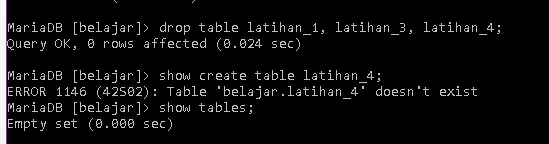 MariaDB [belajar]> drop table latihan_1, latihan_3, latihan_4;
Query OK, 0 rows affected (0.024 sec)
MariaDB [belajar]> show create table latihan_4;
ERROR 1146 (42S02): Table 'belajar.latihan_4' doesn't exist
MariaDB [belajar]> show tables;
Empty set (0.000 sec)